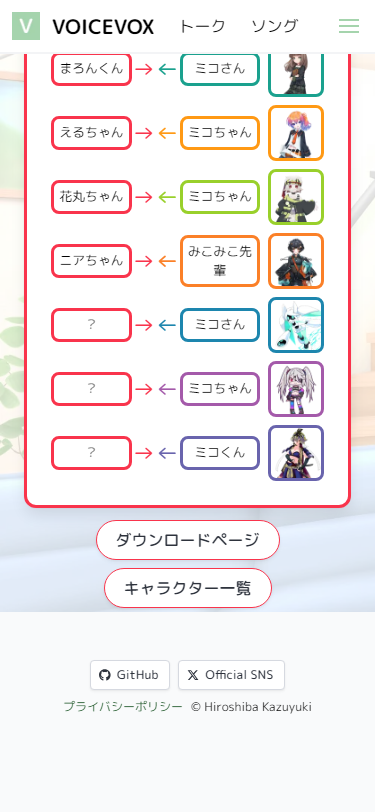 V VOICEVOX トーク ソング
まろんくん → ← ミコさん
えるちゃん → ← ミコちゃん
花丸ちゃん → ← ミコちゃん
ニアちゃん → ← みこみこ先
輩
? → ← ミコさん
? → ← ミコちゃん
? → ← ミコくん
ダウンロードページ
キャラクター一覧
GitHub Official SNS
プライバシーポリシー © Hiroshiba Kazuyuki